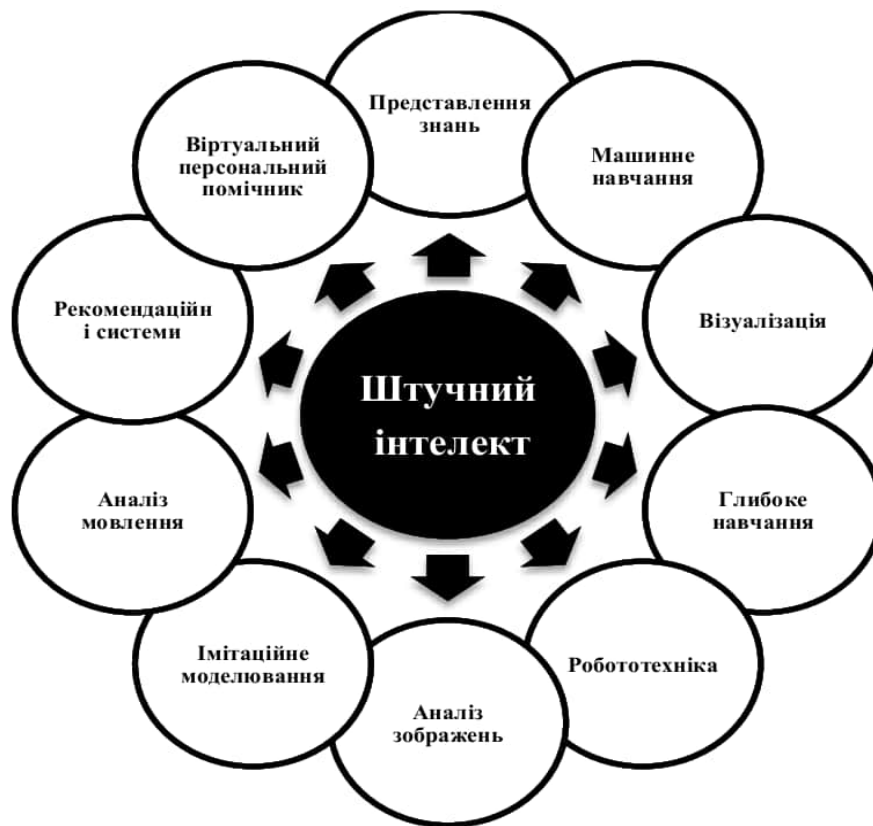 Представлення
знань
Машинне
навчання
Візуалізація
Глибоке
навчання
Робототехніка
Аналіз
зображень
Імітаційне
моделювання
Аналіз
мовлення
Рекомендаційн
і системи
Віртуальний
персональний
помічник
Штучний
інтелект